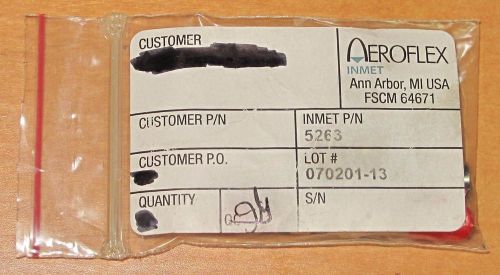 CUSTOMER
AEROFLEX
INMET
Ann Arbor, MI USA
FSCM 64671
CUSTOMER P/N
INMET P/N
5263
CUSTOMER P.O.
LOT #
070201-13
QUANTITY
S/N